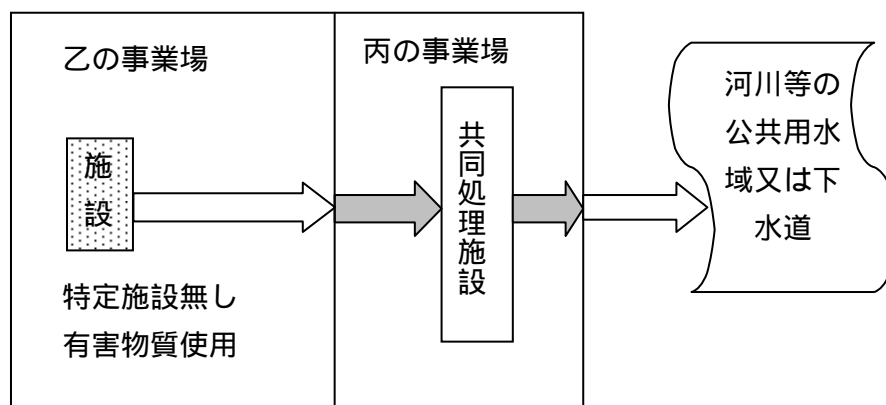 乙の事業場
丙の事業場
施
設
特定施設無し
有害物質使用
共同処理施設
河川等の
公共用水
域又は下
水道